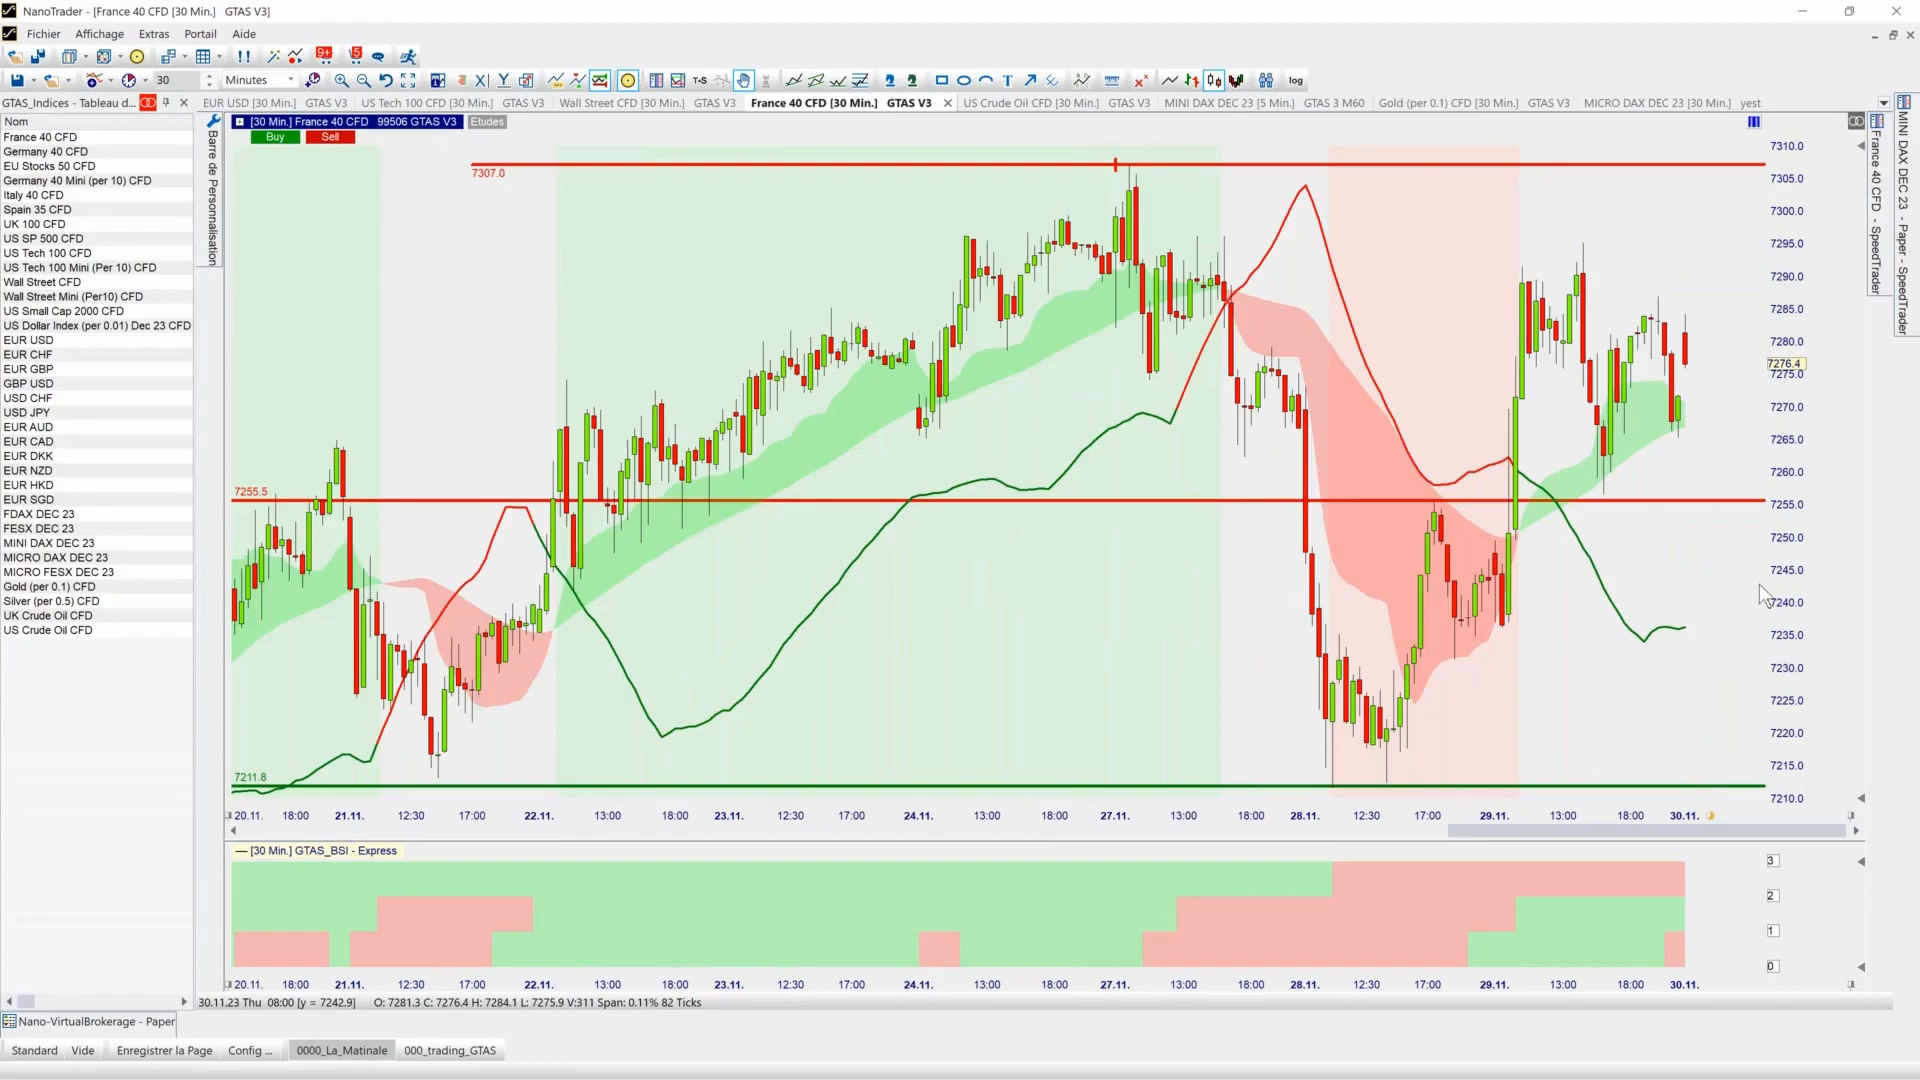 NanoTrader - [France 40 CFD [30 Min.]   GTAS V3]
Fichier Affichage Extras Portail Aide
9+ 5
30 Minutes T•S log
GTAS_Indices - Tableau d...
EUR USD [30 Min.] GTAS V3 US Tech 100 CFD [30 Min.] GTAS V3 Wall Street CFD [30 Min.] GTAS V3 France 40 CFD [30 Min.] GTAS V3 US Crude Oil CFD [30 Min.] GTAS V3 MINI DAX DEC 23 [5 Min.] GTAS 3 M60 Gold (per 0.1) CFD [30 Min.] GTAS V3 MICRO DAX DEC 23 [30 Min.] yest
Nom
France 40 CFD
Germany 40 CFD
EU Stocks 50 CFD
Germany 40 Mini (per 10) CFD
Italy 40 CFD
Spain 35 CFD
UK 100 CFD
US SP 500 CFD
US Tech 100 CFD
US Tech 100 Mini (Per 10) CFD
Wall Street CFD
Wall Street Mini (Per10) CFD
US Small Cap 2000 CFD
US Dollar Index (per 0.01) Dec 23 CFD
EUR USD
EUR CHF
EUR GBP
GBP USD
USD CHF
USD JPY
EUR AUD
EUR CAD
EUR DKK
EUR NZD
EUR HKD
EUR SGD
FDAX DEC 23
FESX DEC 23
MINI DAX DEC 23
MICRO DAX DEC 23
MICRO FESX DEC 23
Gold (per 0.1) CFD
Silver (per 0.5) CFD
UK Crude Oil CFD
US Crude Oil CFD
Barre de Personnalisation
[30 Min.] France 40 CFD 99506 GTAS V3 Etudes
Buy Sell
7307.0
7255.5
7211.8
7310.0
7305.0
7300.0
7295.0
7290.0
7285.0
7280.0
7276.4
7275.0
7270.0
7265.0
7260.0
7255.0
7250.0
7245.0
7240.0
7235.0
7230.0
7225.0
7220.0
7215.0
7210.0
France 40 CFD - SpeedTrader
MINI DAX DEC 23 - Paper - SpeedTrader
20.11. 18:00 21.11. 12:30 17:00 22.11. 13:00 18:00 23.11. 12:30 17:00 24.11. 13:00 18:00 27.11. 13:00 18:00 28.11. 12:30 17:00 29.11. 13:00 18:00 30.11.
[30 Min.] GTAS_BSI - Express
3
2
1
0
20.11. 18:00 21.11. 12:30 17:00 22.11. 13:00 18:00 23.11. 12:30 17:00 24.11. 13:00 18:00 27.11. 13:00 18:00 28.11. 12:30 17:00 29.11. 13:00 18:00 30.11.
30.11.23 Thu 08:00 [y = 7242.9] O: 7281.3 C: 7276.4 H: 7284.1 L: 7275.9 V:311 Span: 0.11% 82 Ticks
Nano-VirtualBrokerage - Paper
Standard Vide Enregistrer la Page Config ... 0000_La_Matinale 000_trading_GTAS